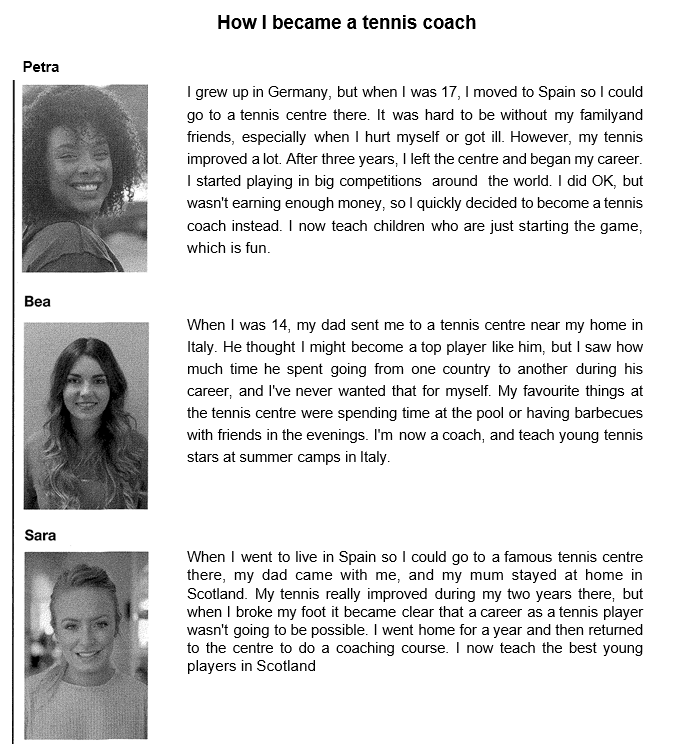 How I became a tennis coach
Petra
I grew up in Germany, but when I was 17, I moved to Spain so I could
go to a tennis centre there. It was hard to be without my familyand
friends, especially when I hurt myself or got ill. However, my tennis
improved a lot. After three years, I left the centre and began my career.
I started playing in big competitions around the world. I did OK, but
wasn't earning enough money, so I quickly decided to become a tennis
coach instead. I now teach children who are just starting the game,
which is fun.
Bea
When I was 14, my dad sent me to a tennis centre near my home in
Italy. He thought I might become a top player like him, but I saw how
much time he spent going from one country to another during his
career, and I've never wanted that for myself. My favourite things at
the tennis centre were spending time at the pool or having barbecues
with friends in the evenings. I'm now a coach, and teach young tennis
stars at summer camps in Italy.
Sara
When I went to live in Spain so I could go to a famous tennis centre
there, my dad came with me, and my mum stayed at home in
Scotland. My tennis really improved during my two years there, but
when I broke my foot it became clear that a career as a tennis player
wasn't going to be possible. I went home for a year and then returned
to the centre to do a coaching course. I now teach the best young
players in Scotland